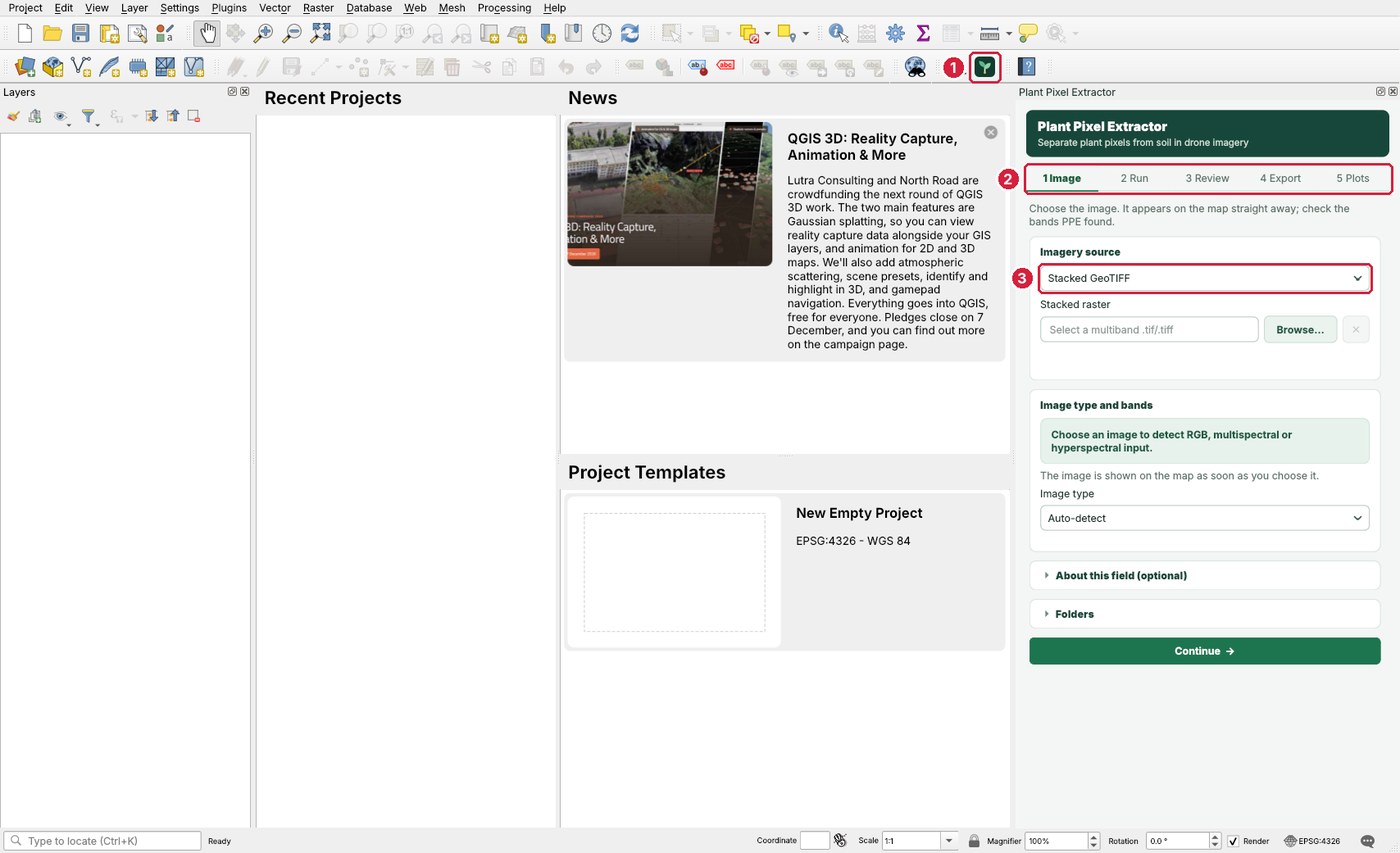 Project Edit View Layer Settings Plugins Vector Raster Database Web Mesh Processing Help
1
Layers
Recent Projects
News
QGIS 3D: Reality Capture,
Animation & More
Lutra Consulting and North Road are
crowdfunding the next round of QGIS
3D work. The two main features are
Gaussian splatting, so you can view
reality capture data alongside your GIS
layers, and animation for 2D and 3D
maps. We'll also add atmospheric
scattering, scene presets, identify and
highlight in 3D, and gamepad
navigation. Everything goes into QGIS,
free for everyone. Pledges close on 7
December, and you can find out more
on the campaign page.
3D: Reality Capture,
ation & More
Project Templates
New Empty Project
EPSG:4326 - WGS 84
Plant Pixel Extractor
Plant Pixel Extractor
Separate plant pixels from soil in drone imagery
2
1 Image 2 Run 3 Review 4 Export 5 Plots
Choose the image. It appears on the map straight away; check the
bands PPE found.
Imagery source
3
Stacked GeoTIFF
Stacked raster
Select a multiband .tif/.tiff Browse...
Image type and bands
Choose an image to detect RGB, multispectral or
hyperspectral input.
The image is shown on the map as soon as you choose it.
Image type
Auto-detect
About this field (optional)
Folders
Continue →
Type to locate (Ctrl+K) Ready Coordinate Scale 1:1 Magnifier 100% Rotation 0.0 ° Render EPSG:4326